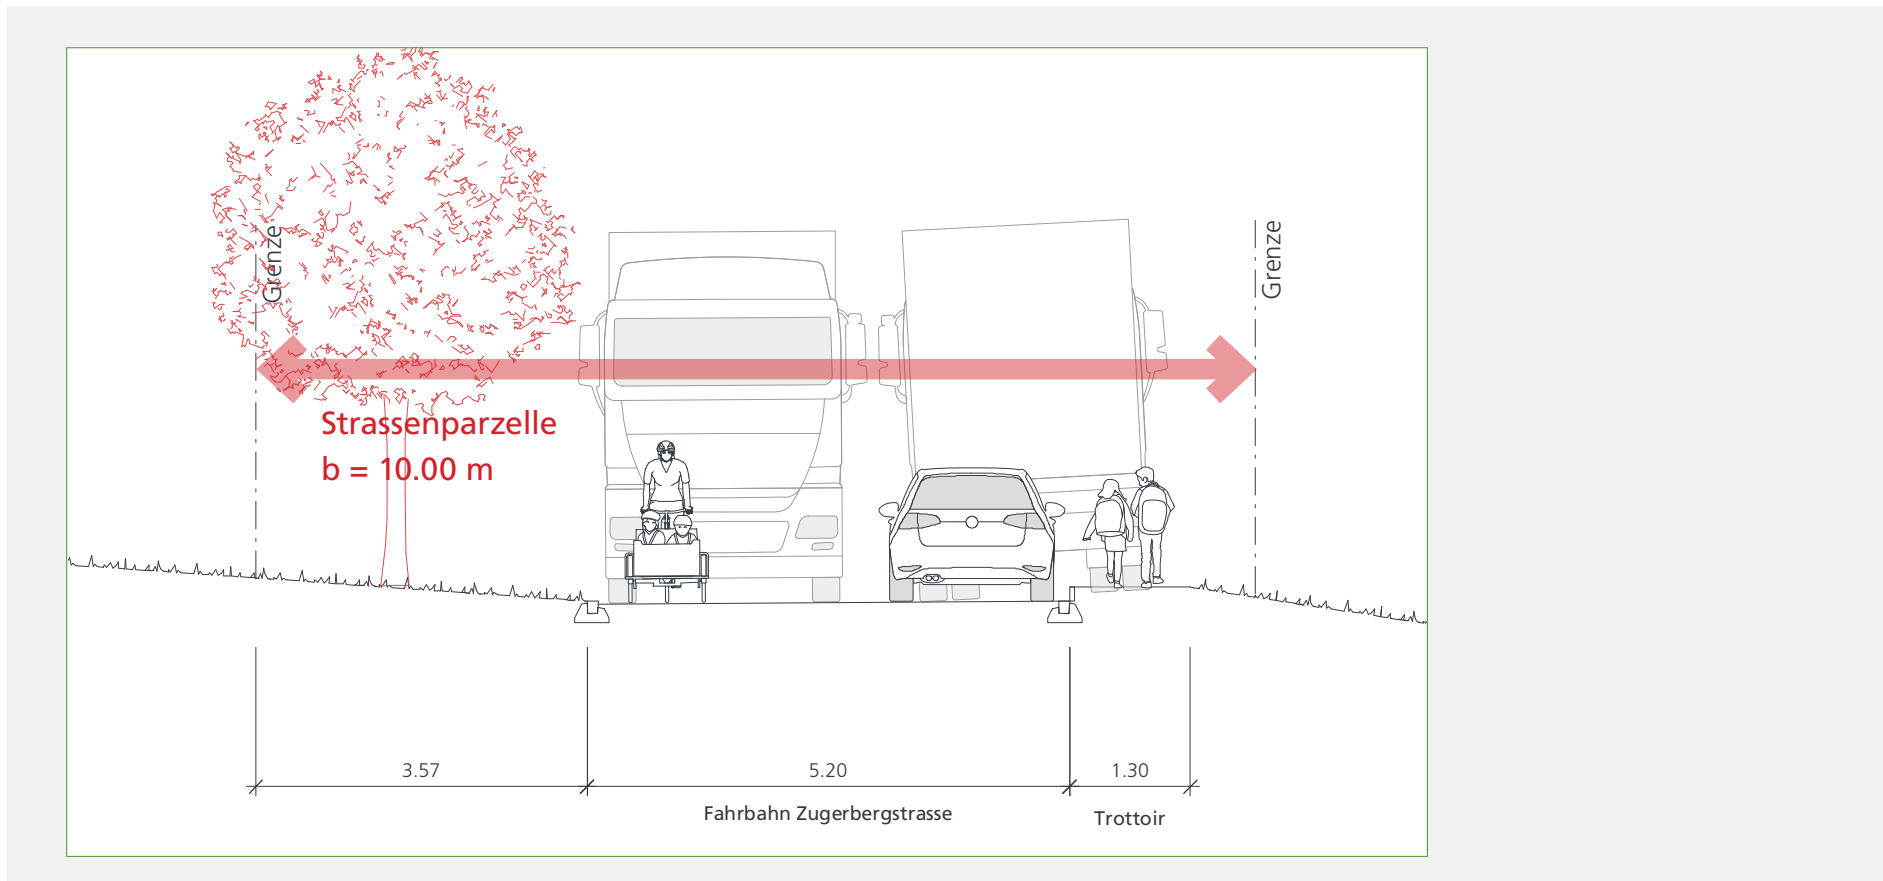 Grenze
Grenze
Strassenparzelle
b = 10.00 m
3.57
5.20
1.30
Fahrbahn Zugerbergstrasse
Trottoir